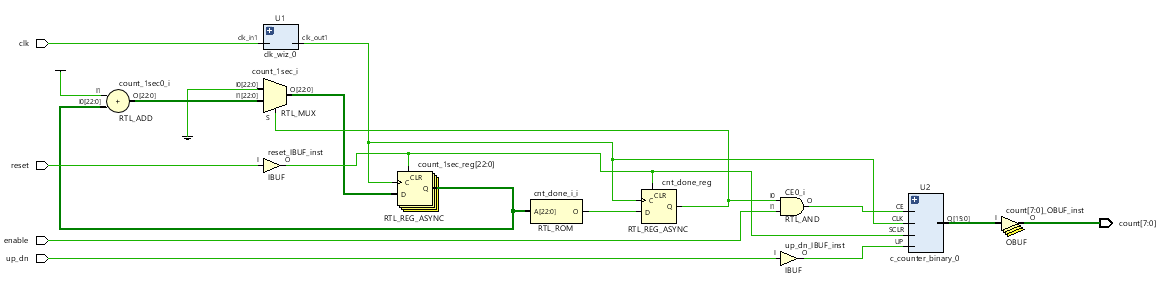 U1
clk
clk_in1
clk_out1
clk_wiz_0
count_1sec0_i
I1
I0[22:0]
+
O[22:0]
RTL_ADD
count_1sec_i
I0[22:0]
I1[22:0]
S
O[22:0]
RTL_MUX
reset
reset_IBUF_inst
I
O
IBUF
count_1sec_reg[22:0]
CLR
C
Q
D
RTL_REG_ASYNC
cnt_done_i_i
A[22:0]
O
RTL_ROM
cnt_done_reg
CLR
C
Q
D
RTL_REG_ASYNC
CE0_i
I0
I1
O
RTL_AND
U2
CE
CLK
SCLR
UP
Q[15:0]
c_counter_binary_0
count[7:0]_OBUF_inst
I
O
OBUF
count[7:0]
enable
up_dn
up_dn_IBUF_inst
I
O
IBUF